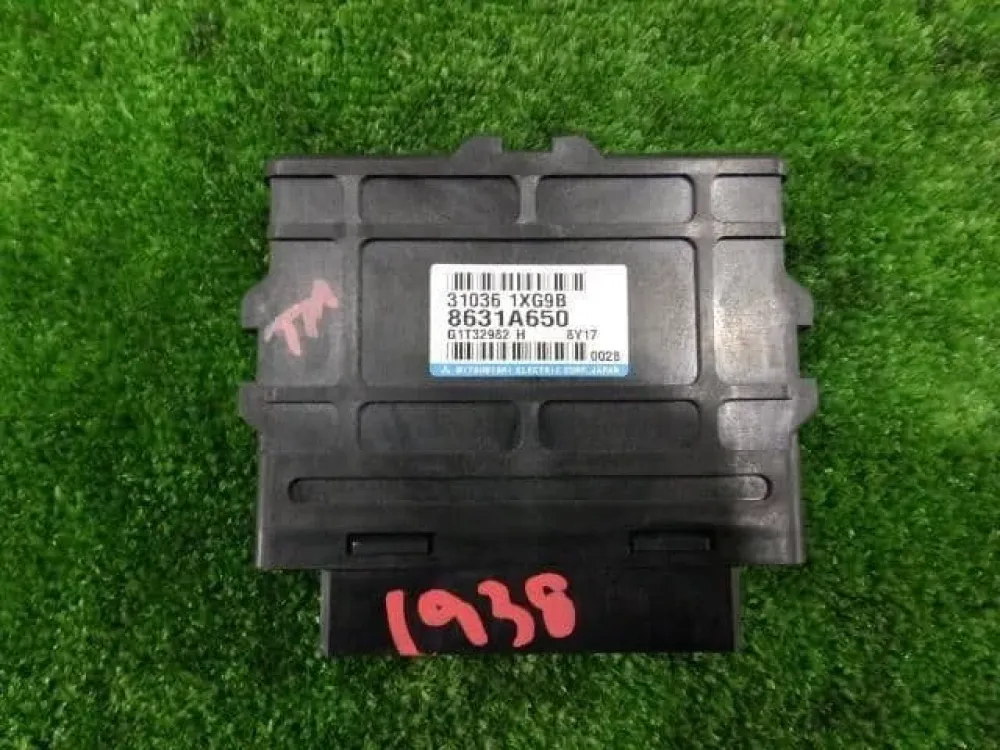 31036 1XG9B
8631A650
G1T32982 H 8Y17
0028
MITSUBISHI ELECTRIC CORP. JAPAN
TM
1938